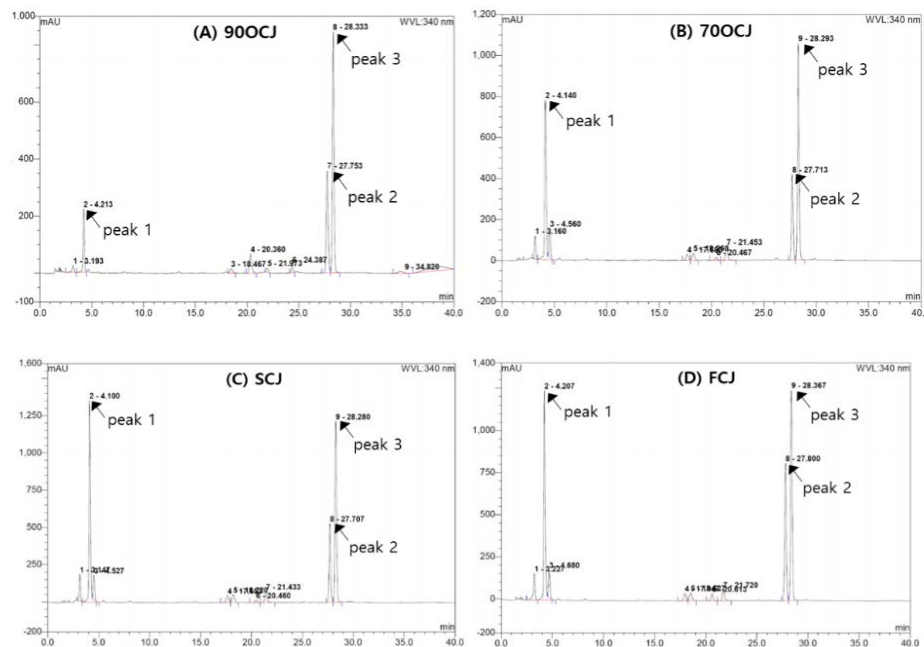 1,000
mAU
WVL:340 nm
(A) 90OCJ
8 - 28.333
peak 3
800
600
400
7 - 27.753
peak 2
2 - 4.213
peak 1
200
4 - 20.360
1 - 3.193
3 - 18.467
24.387
9 - 34.820
0
-100
min
0.0 5.0 10.0 15.0 20.0 25.0 30.0 35.0 40.0
1,200
mAU
WVL:340 nm
(B) 70OCJ
9 - 28.293
peak 3
1,000
800
2 - 4.140
peak 1
600
400
8 - 27.713
peak 2
200
3 - 4.560
1 - 3.160
7 - 21.453
20.467
0
-200
min
0.0 5.0 10.0 15.0 20.0 25.0 30.0 35.0 40.
1,600
mAU
WVL:340 nm
(C) SCJ
2 - 4.100
peak 1
1,250
9 - 28.280
peak 3
1,000
750
500
8 - 27.707
peak 2
250
4.527
7 - 21.433
20.460
0
-200
min
0.0 5.0 10.0 15.0 20.0 25.0 30.0 35.0 40.0
1,400
mAU
WVL:340 nm
(D) FCJ
2 - 4.207
peak 1
9 - 28.367
peak 3
1,000
750
8 - 27.800
peak 2
500
250
4.680
1 - 3.227
7 - 21.720
20.613
0
-200
min
0.0 5.0 10.0 15.0 20.0 25.0 30.0 35.0 40.